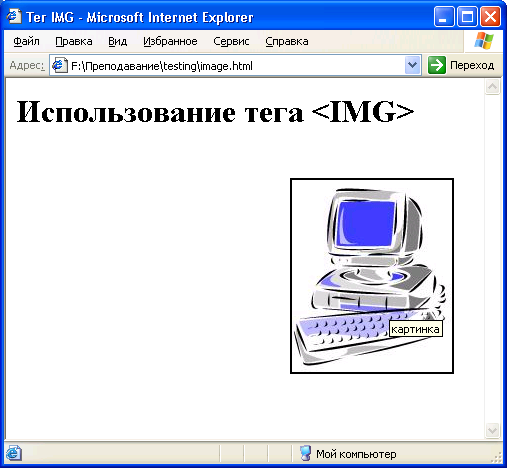 Тег IMG - Microsoft Internet Explorer
Файл Правка Вид Избранное Сервис Справка
Адрес: F:\Преподавание\testing\image.html Переход
Использование тега <IMG>
картинка
Мой компьютер